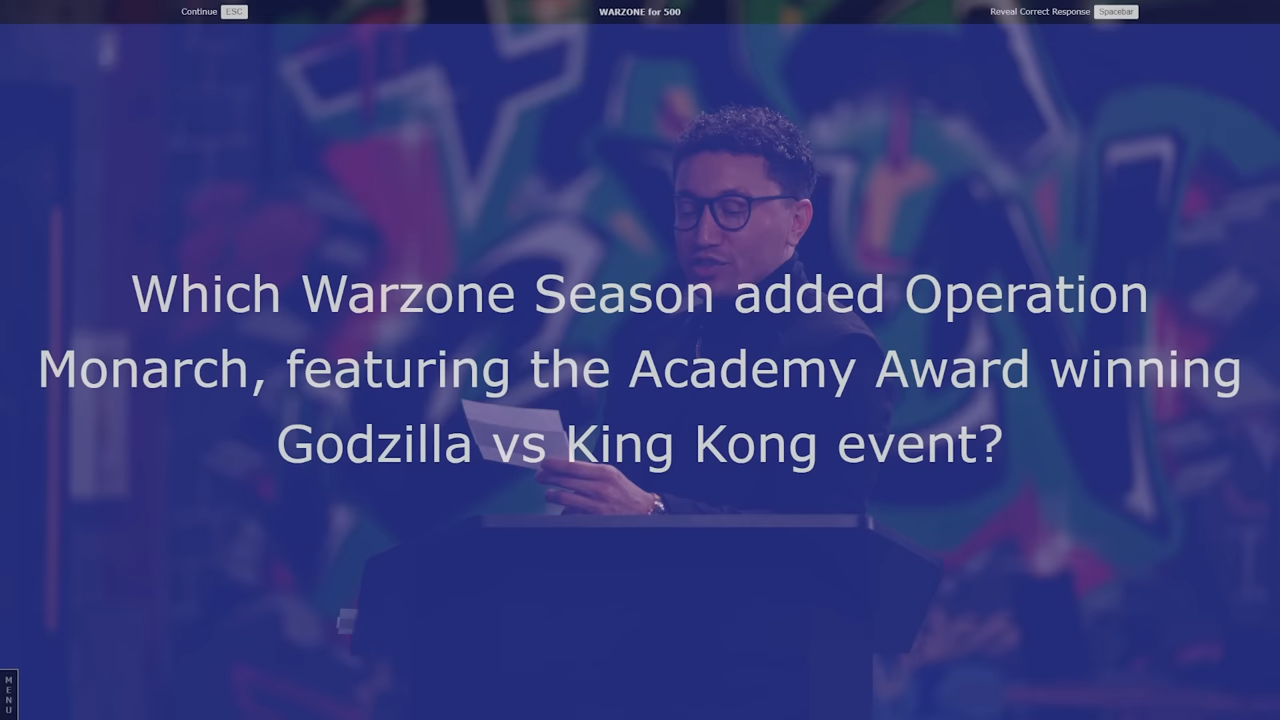 Continue ESC
WARZONE for 500
Reveal Correct Response Spacebar
Which Warzone Season added Operation
Monarch, featuring the Academy Award winning
Godzilla vs King Kong event?
MENU